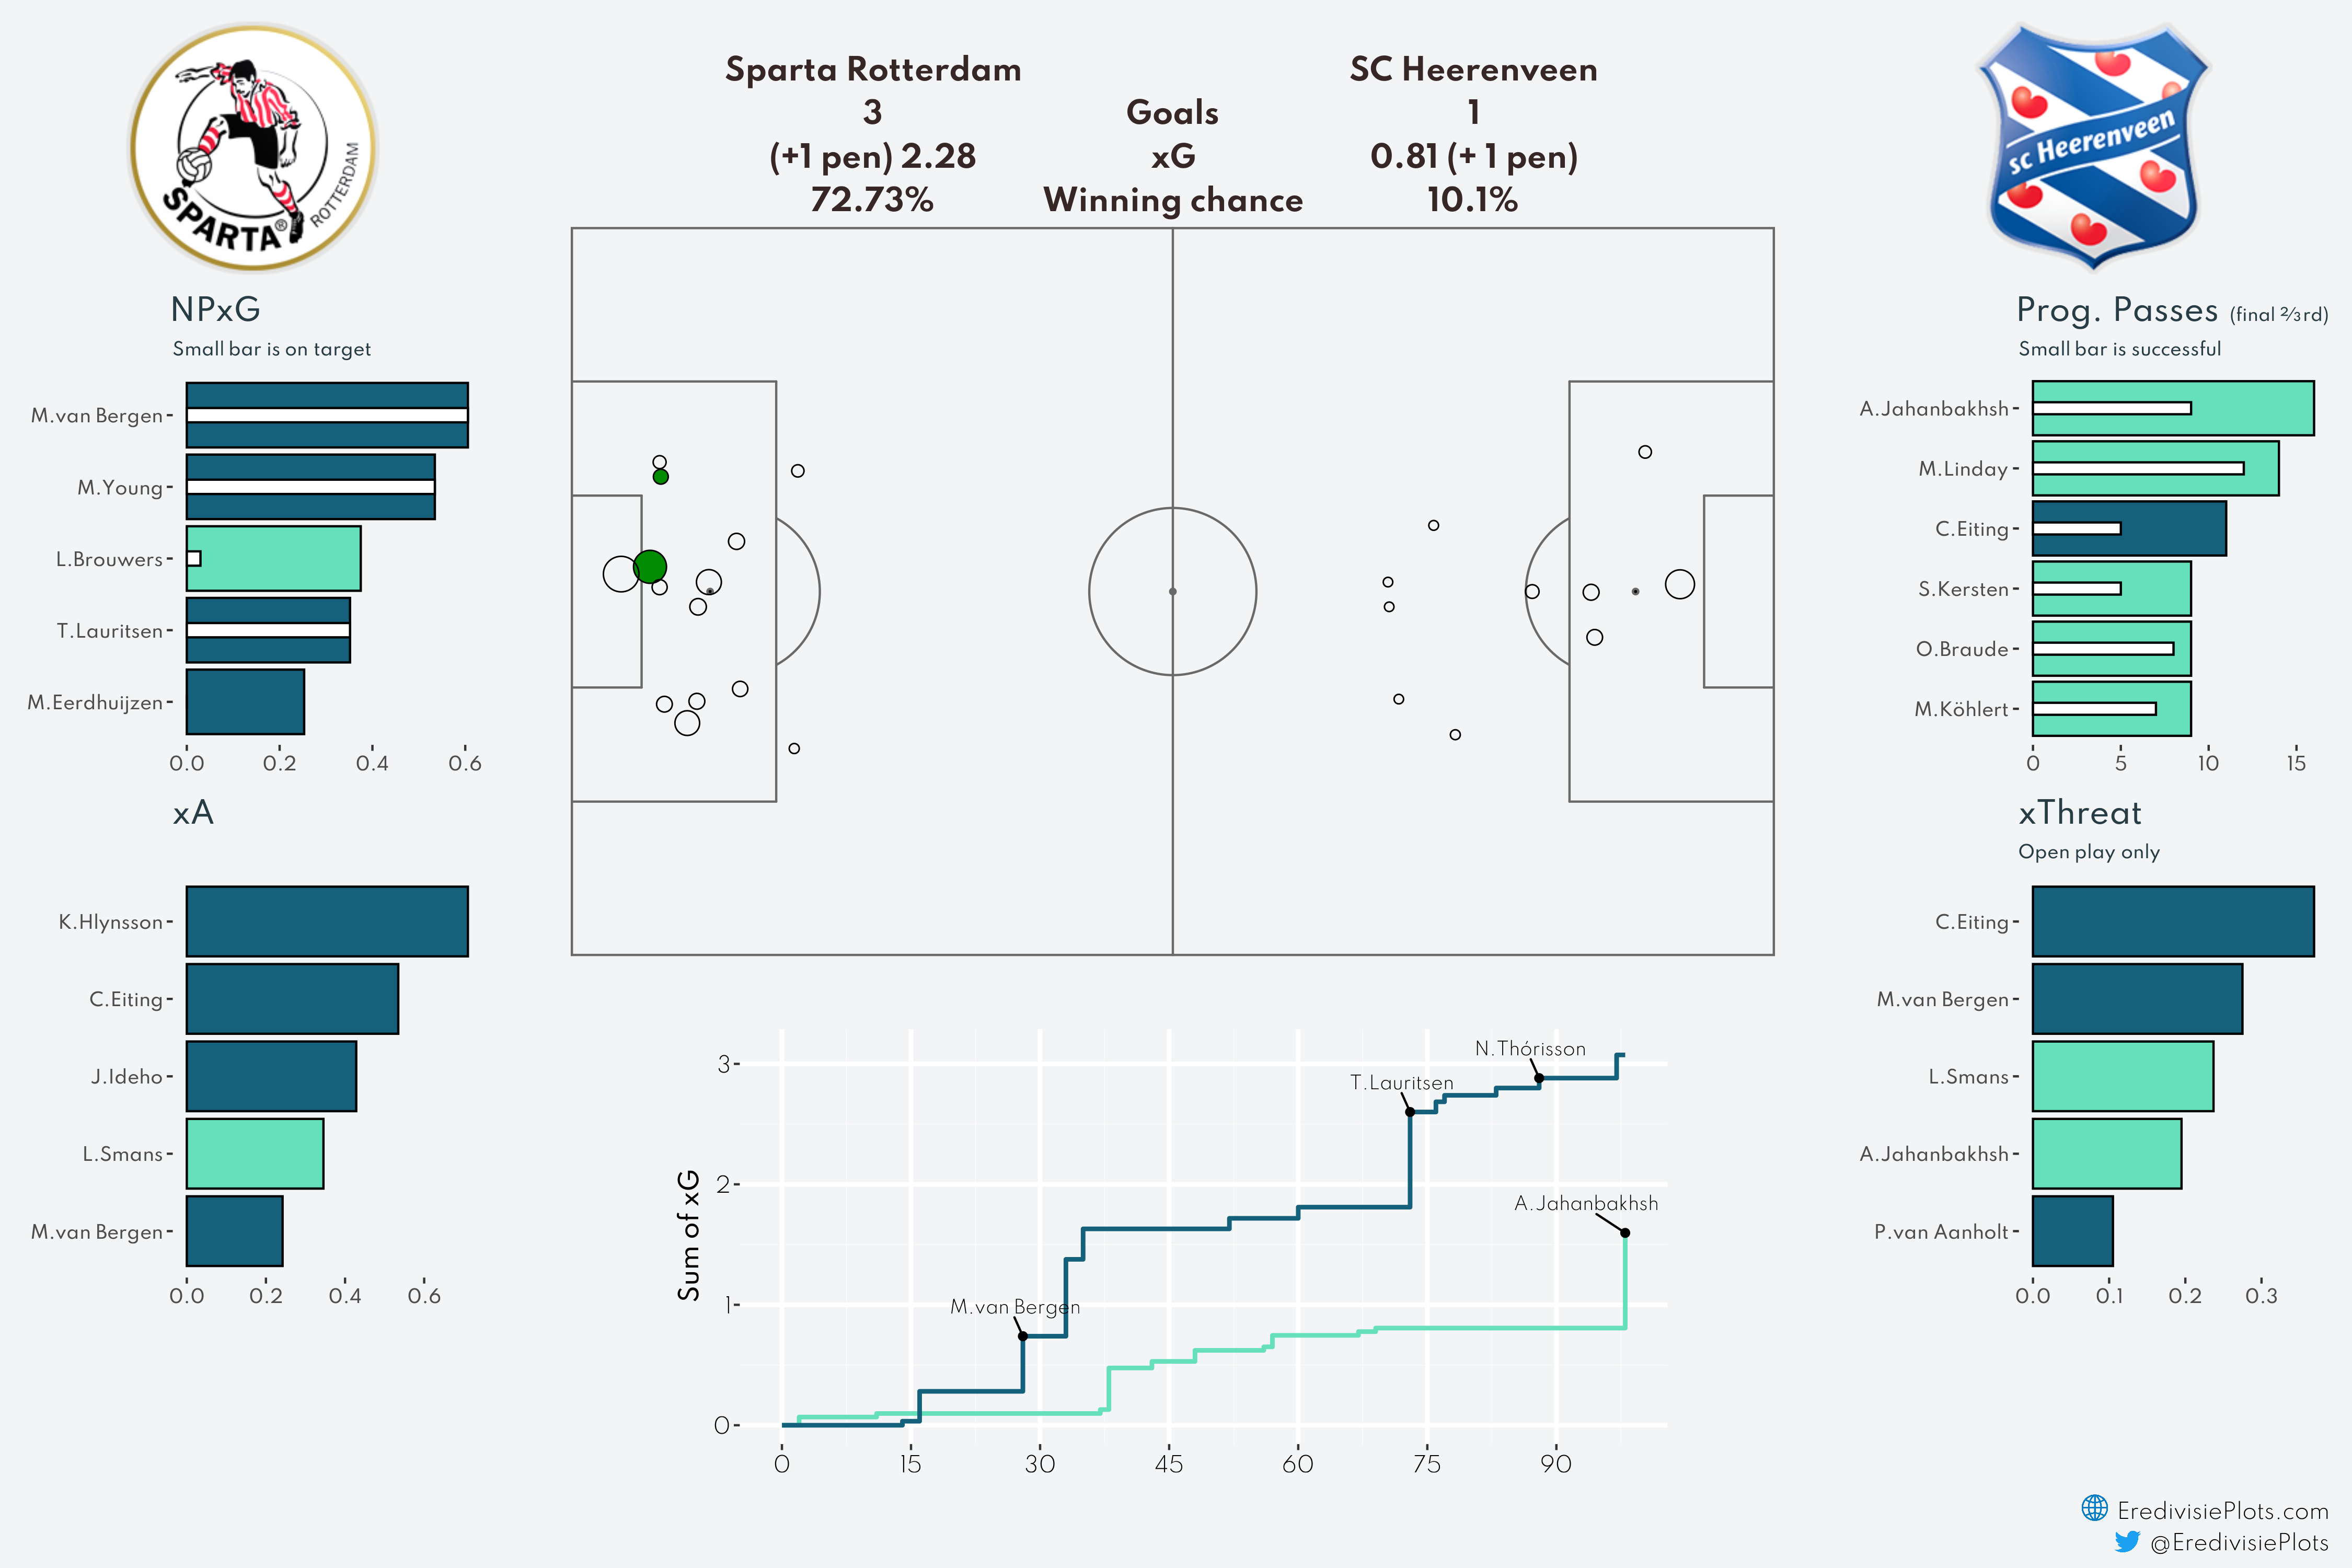 Sparta Rotterdam SC Heerenveen
3 Goals 1
(+1 pen) 2.28 xG 0.81 (+ 1 pen)
72.73% Winning chance 10.1%
SPARTA®
ROTTERDAM
sc Heerenveen
NPxG
Small bar is on target
M.van Bergen
M.Young
L.Brouwers
T.Lauritsen
M.Eerdhuijzen
0.0 0.2 0.4 0.6
xA
K.Hlynsson
C.Eiting
J.Ideho
L.Smans
M.van Bergen
0.0 0.2 0.4 0.6
Sum of xG
3
2
1
0
0 15 30 45 60 75 90
M.van Bergen
T.Lauritsen
N.Thórisson
A.Jahanbakhsh
Prog. Passes (final ⅔rd)
Small bar is successful
A.Jahanbakhsh
M.Linday
C.Eiting
S.Kersten
O.Braude
M.Köhlert
0 5 10 15
xThreat
Open play only
C.Eiting
M.van Bergen
L.Smans
A.Jahanbakhsh
P.van Aanholt
0.0 0.1 0.2 0.3
EredivisiePlots.com
@EredivisiePlots